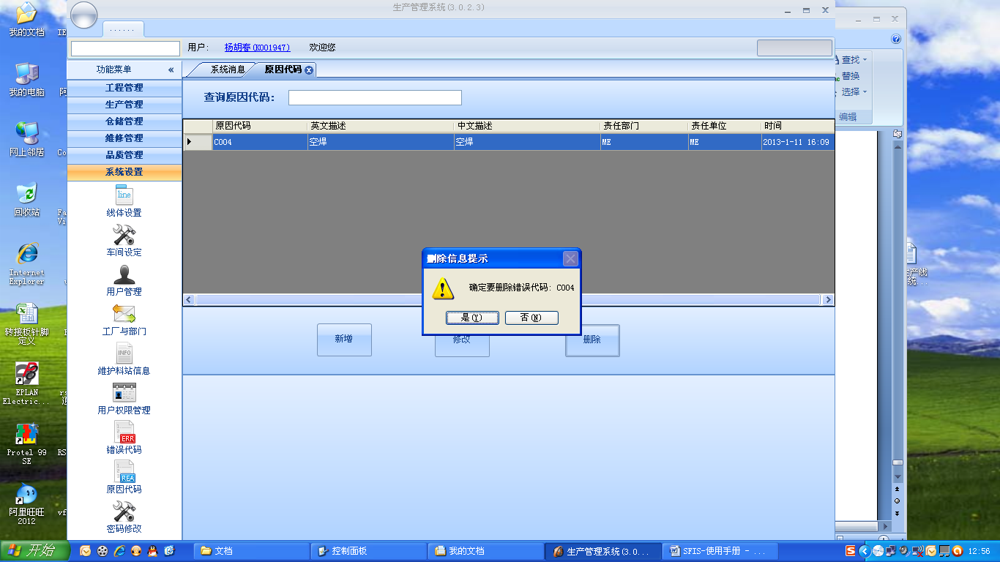 生产管理系统(3.0.2.3)
......
用户: 杨胡春(K001947) 欢迎您
功能菜单 «
工程管理
生产管理
仓储管理
维修管理
品质管理
系统设置
line
线体设置
车间设定
用户管理
工厂与部门
INFO
维护料站信息
用户权限管理
ERR
错误代码
REA
原因代码
密码修改
系统消息 原因代码
查询原因代码:
原因代码 英文描述 中文描述 责任部门 责任单位 时间
C004 空焊 空焊 ME ME 2013-1-11 16:09
删除信息提示
确定要删除错误代码: C004
是(Y) 否(N)
新增 修改 删除
查找
替换
选择
编辑
我的文档
我的电脑
网上邻居
回收站
Internet Explorer
转接板针脚定义
EPLAN Electric...
Protel 99 SE
阿里旺旺 2012
IE
Co
Fa
Vi
RS
vf
开始
文档
控制面板
我的文档
生产管理系统(3.0...
SFIS-使用手册 - ...
12:56